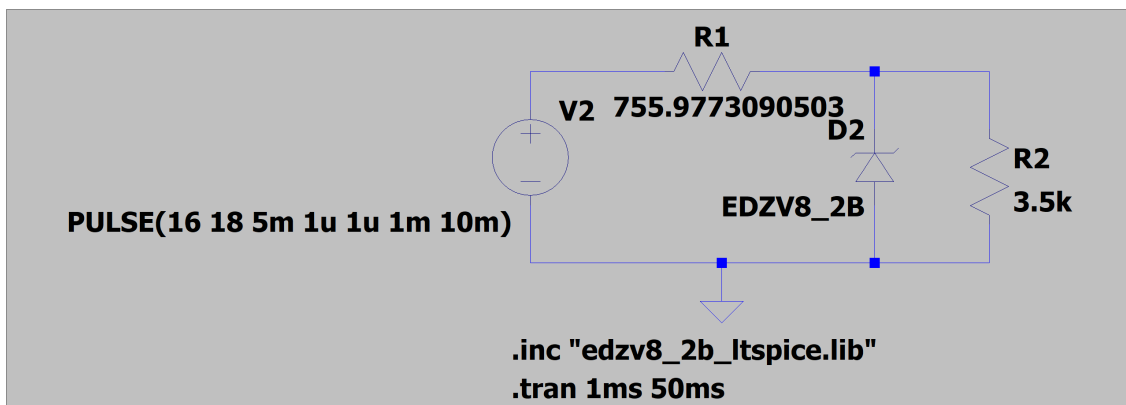 R1
V2
755.9773090503
D2
R2
EDZV8_2B
3.5k
PULSE(16 18 5m 1u 1u 1m 10m)
.inc "edzv8_2b_ltspice.lib"
.tran 1ms 50ms